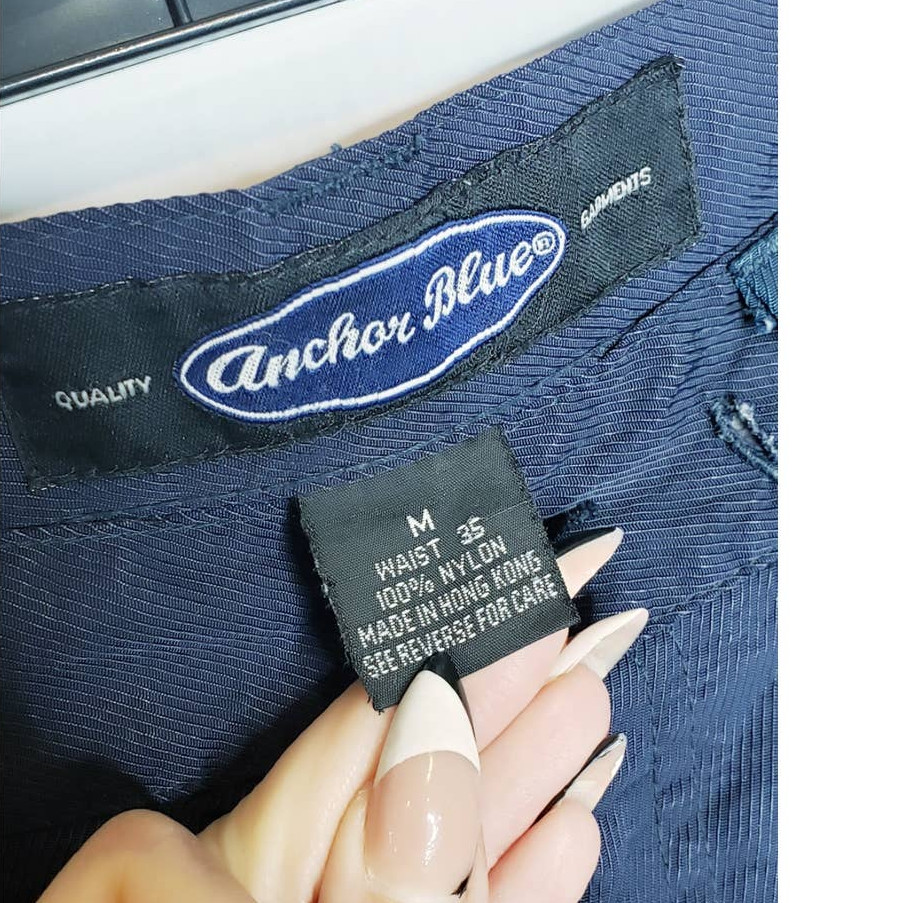 QUALITY
Anchor Blue®
GARMENTS
M
WAIST 35
100% NYLON
MADE IN HONG KONG
SEE REVERSE FOR CARE